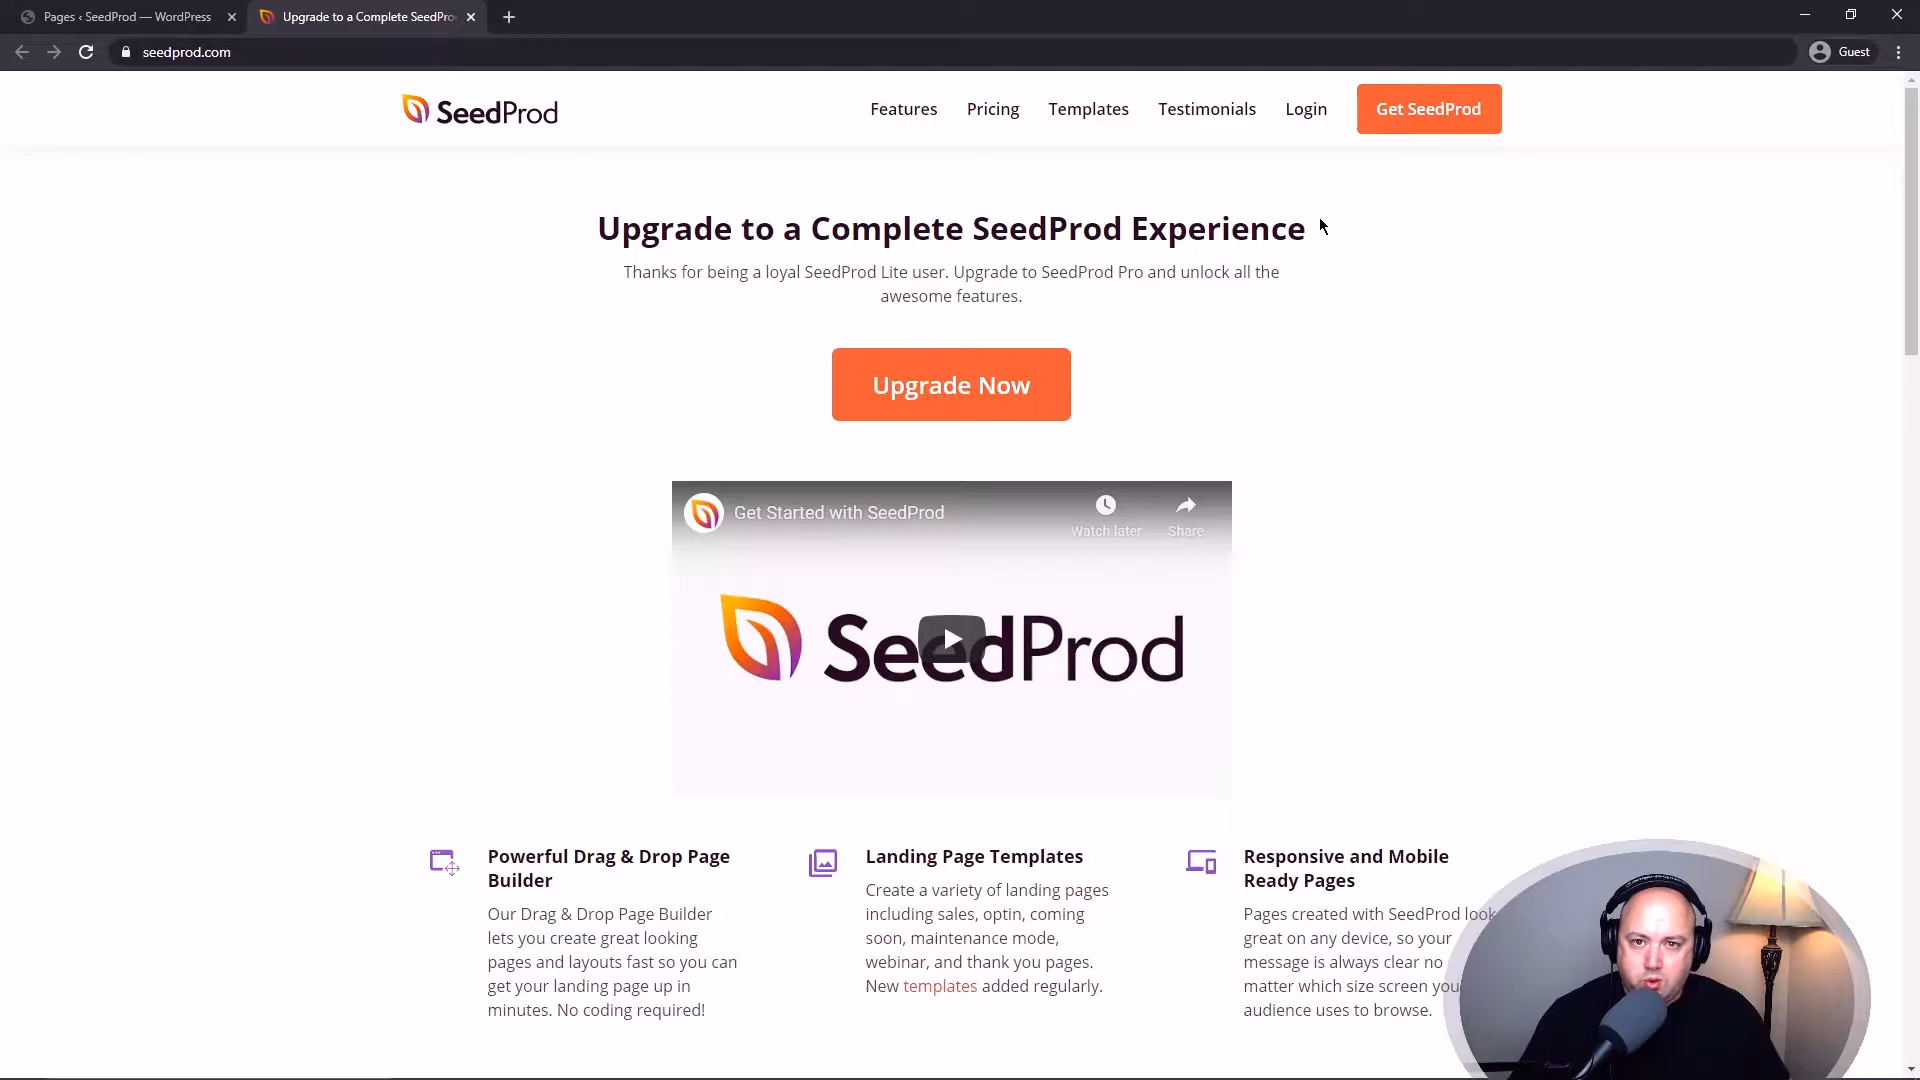 Pages ‹ SeedProd — WordPress
Upgrade to a Complete SeedPro
seedprod.com
Guest
SeedProd
Features
Pricing
Templates
Testimonials
Login
Get SeedProd
Upgrade to a Complete SeedProd Experience
Thanks for being a loyal SeedProd Lite user. Upgrade to SeedProd Pro and unlock all the
awesome features.
Upgrade Now
Get Started with SeedProd
Watch later
Share
SeedProd
Powerful Drag & Drop Page
Builder
Our Drag & Drop Page Builder
lets you create great looking
pages and layouts fast so you can
get your landing page up in
minutes. No coding required!
Landing Page Templates
Create a variety of landing pages
including sales, optin, coming
soon, maintenance mode,
webinar, and thank you pages.
New templates added regularly.
Responsive and Mobile
Ready Pages
Pages created with SeedProd look
great on any device, so your
message is always clear no
matter which size screen you
audience uses to browse.